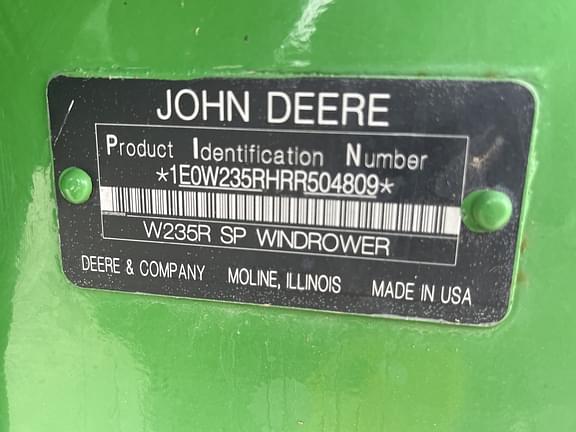 JOHN DEERE
Product Identification Number
*1E0W235RHRR504809*
W235R SP WINDROWER
DEERE & COMPANY MOLINE, ILLINOIS MADE IN USA